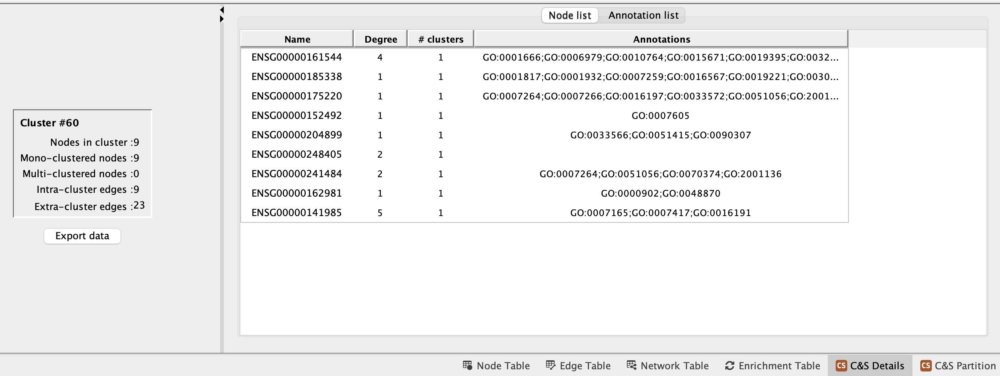 Node list Annotation list
Name Degree # clusters Annotations
ENSG00000161544 4 1 GO:0001666;GO:0006979;GO:0010764;GO:0015671;GO:0019395;GO:0032...
ENSG00000185338 1 1 GO:0001817;GO:0001932;GO:0007259;GO:0016567;GO:0019221;GO:0030...
ENSG00000175220 1 1 GO:0007264;GO:0007266;GO:0016197;GO:0033572;GO:0051056;GO:2001...
ENSG00000152492 1 1 GO:0007605
ENSG00000204899 1 1 GO:0033566;GO:0051415;GO:0090307
ENSG00000248405 2 1
ENSG00000241484 2 1 GO:0007264;GO:0051056;GO:0070374;GO:2001136
ENSG00000162981 1 1 GO:0000902;GO:0048870
ENSG00000141985 5 1 GO:0007165;GO:0007417;GO:0016191
Cluster #60
Nodes in cluster :9
Mono-clustered nodes :9
Multi-clustered nodes :0
Intra-cluster edges :9
Extra-cluster edges :23
Export data
Node Table Edge Table Network Table Enrichment Table CS C&S Details CS C&S Partition